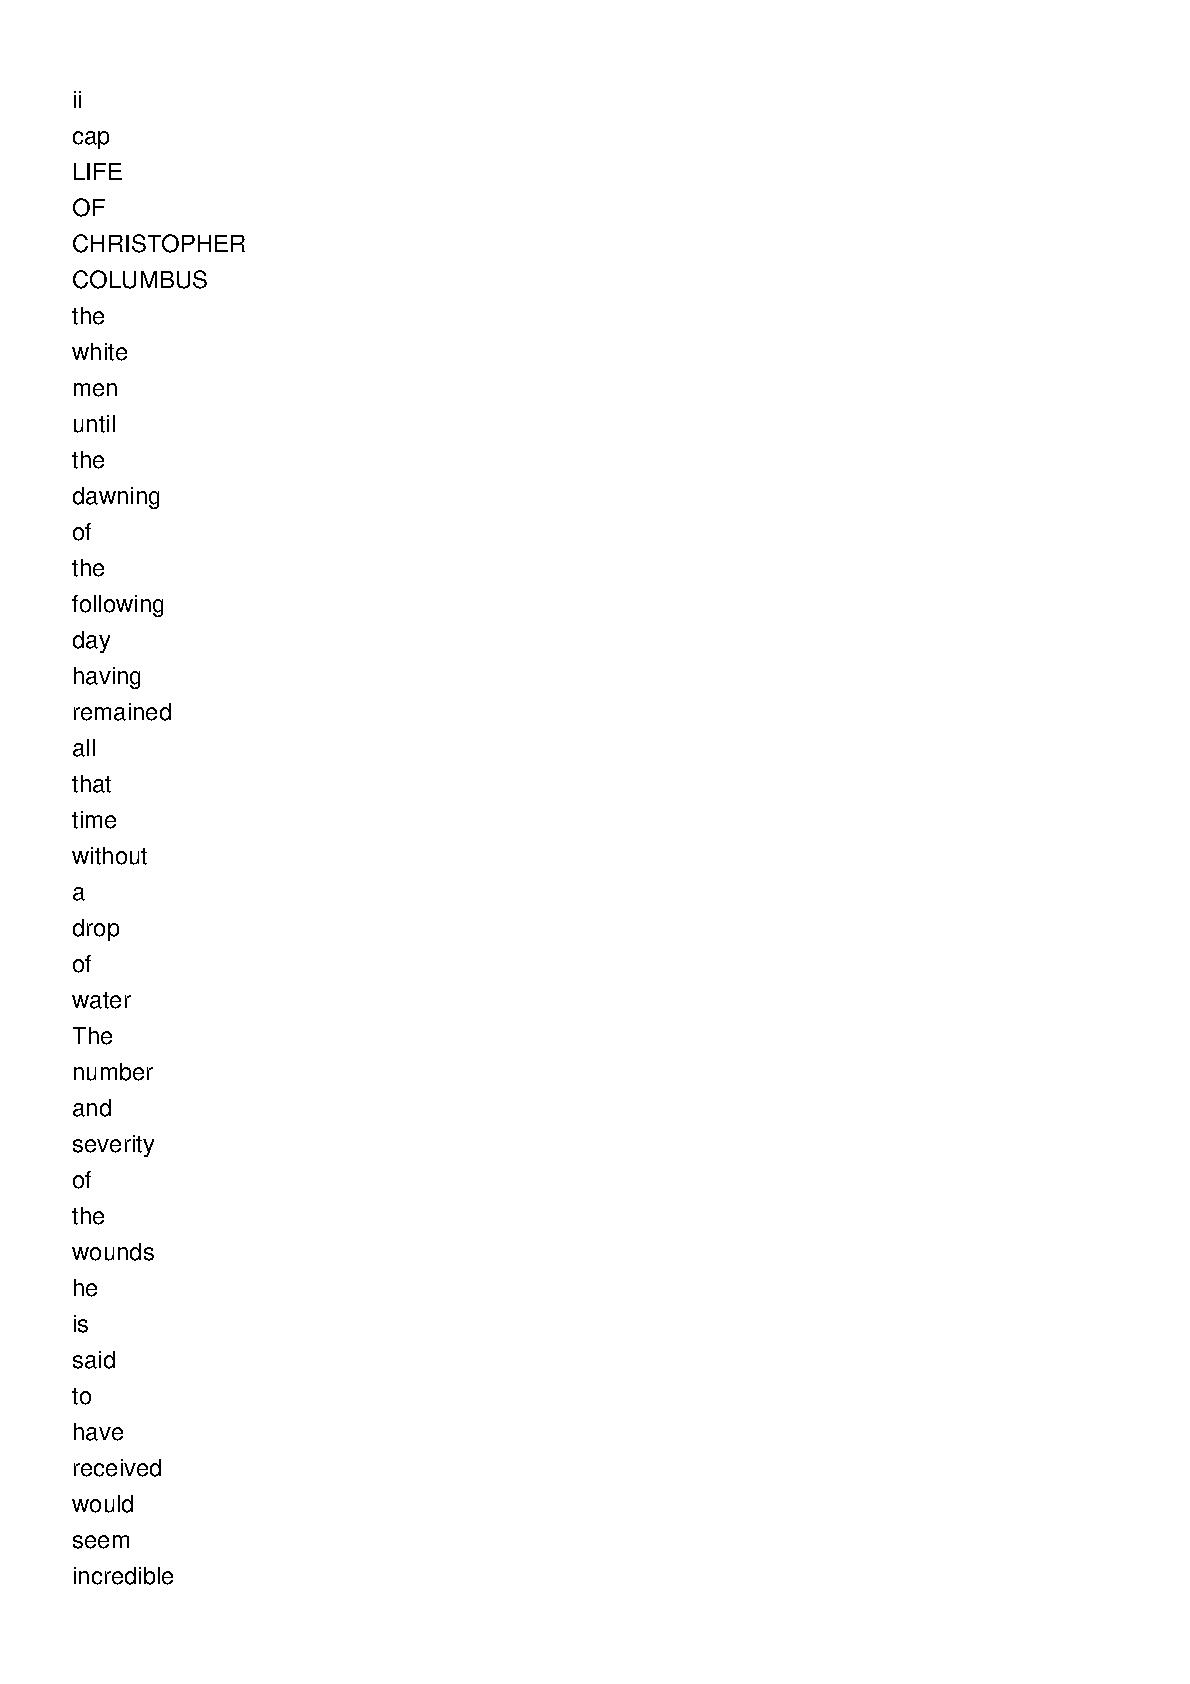 ii
cap
LIFE
OF
CHRISTOPHER
COLUMBUS
the
white
men
until
the
dawning
of
the
following
day
having
remained
all
that
time
without
a
drop
of
water
The
number
and
severity
of
the
wounds
he
is
said
to
have
received
would
seem
incredible